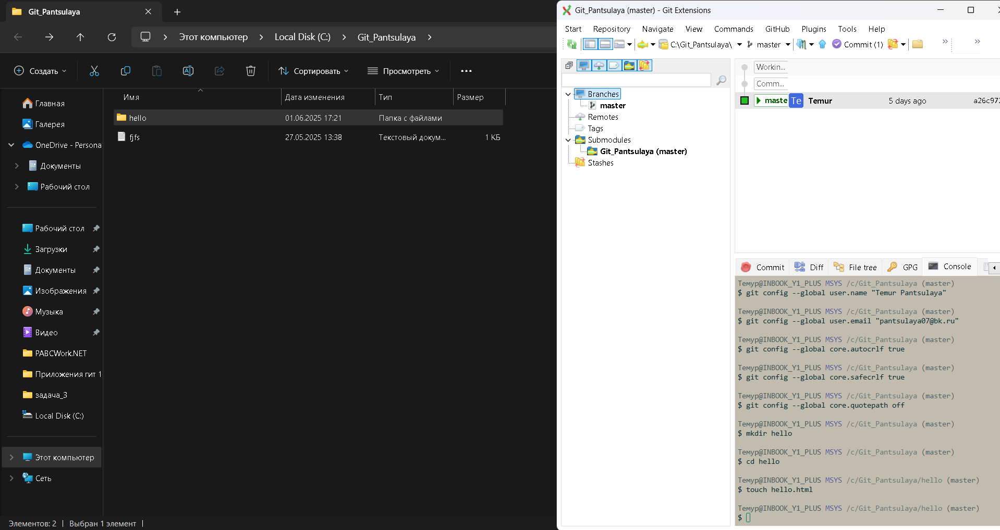 Git_Pantsulaya
Этот компьютер
Local Disk (C:)
Git_Pantsulaya
Создать
Сортировать
Просмотреть
Главная
Галерея
OneDrive - Persona
Документы
Рабочий стол
Рабочий стол
Загрузки
Документы
Изображения
Музыка
Видео
PABCWork.NET
Приложения гит 1
задача_3
Local Disk (C:)
Этот компьютер
Сеть
Имя Дата изменения Тип Размер
hello 01.06.2025 17:21 Папка с файлами
fjfs 27.05.2025 13:38 Текстовый докум... 1 КБ
Элементов: 2 Выбран 1 элемент
Git_Pantsulaya (master) - Git Extensions
Start Repository Navigate View Commands GitHub Plugins Tools Help
C:\Git_Pantsulaya\ master Commit (1)
Branches
master
Remotes
Tags
Submodules
Git_Pantsulaya (master)
Stashes
Workin...
Comm...
maste Te Temur 5 days ago a26c972
Commit Diff File tree GPG Console
Темур@INBOOK_Y1_PLUS MSYS /c/Git_Pantsulaya (master)
$ git config --global user.name "Temur Pantsulaya"
Темур@INBOOK_Y1_PLUS MSYS /c/Git_Pantsulaya (master)
$ git config --global user.email "pantsulaya07@bk.ru"
Темур@INBOOK_Y1_PLUS MSYS /c/Git_Pantsulaya (master)
$ git config --global core.autocrlf true
Темур@INBOOK_Y1_PLUS MSYS /c/Git_Pantsulaya (master)
$ git config --global core.safecrlf true
Темур@INBOOK_Y1_PLUS MSYS /c/Git_Pantsulaya (master)
$ git config --global core.quotepath off
Темур@INBOOK_Y1_PLUS MSYS /c/Git_Pantsulaya (master)
$ mkdir hello
Темур@INBOOK_Y1_PLUS MSYS /c/Git_Pantsulaya (master)
$ cd hello
Темур@INBOOK_Y1_PLUS MSYS /c/Git_Pantsulaya/hello (master)
$ touch hello.html
Темур@INBOOK_Y1_PLUS MSYS /c/Git_Pantsulaya/hello (master)
$